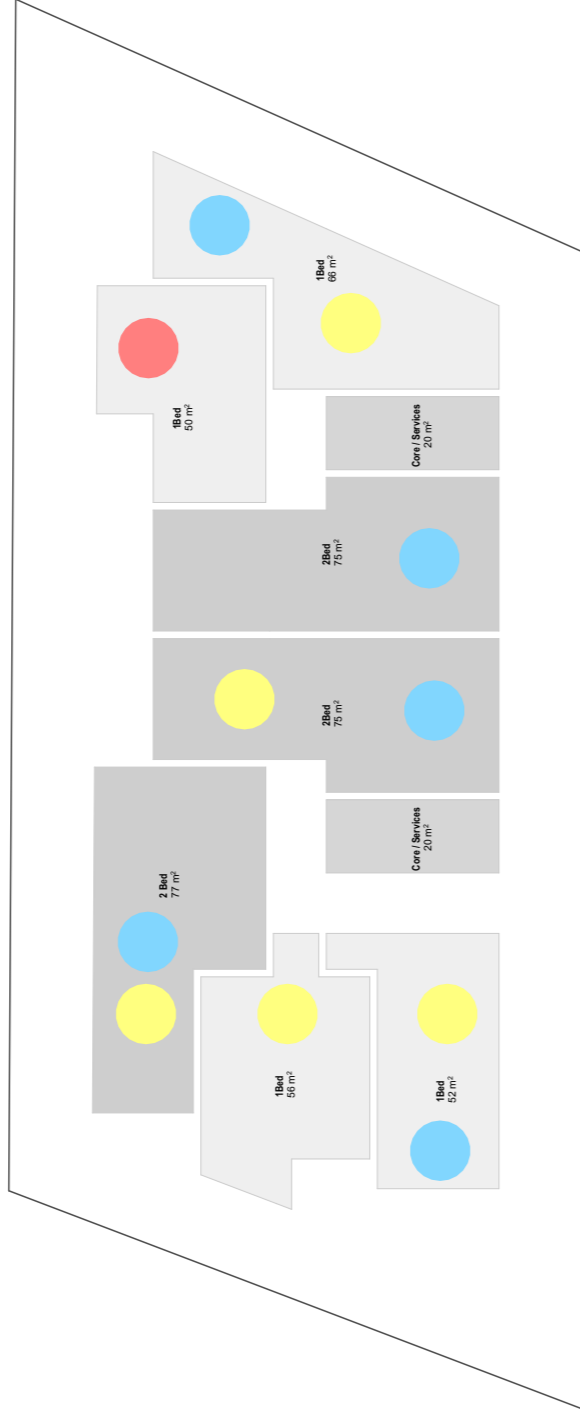 1Bed
66 m²
1Bed
50 m²
Core / Services
20 m²
2Bed
75 m²
2Bed
75 m²
Core / Services
20 m²
2 Bed
77 m²
1Bed
56 m²
1Bed
52 m²